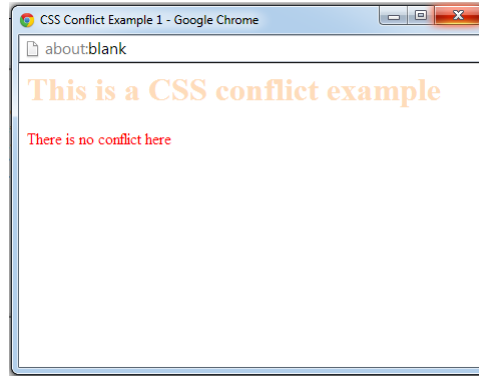 CSS Conflict Example 1 - Google Chrome
about:blank
This is a CSS conflict example
There is no conflict here